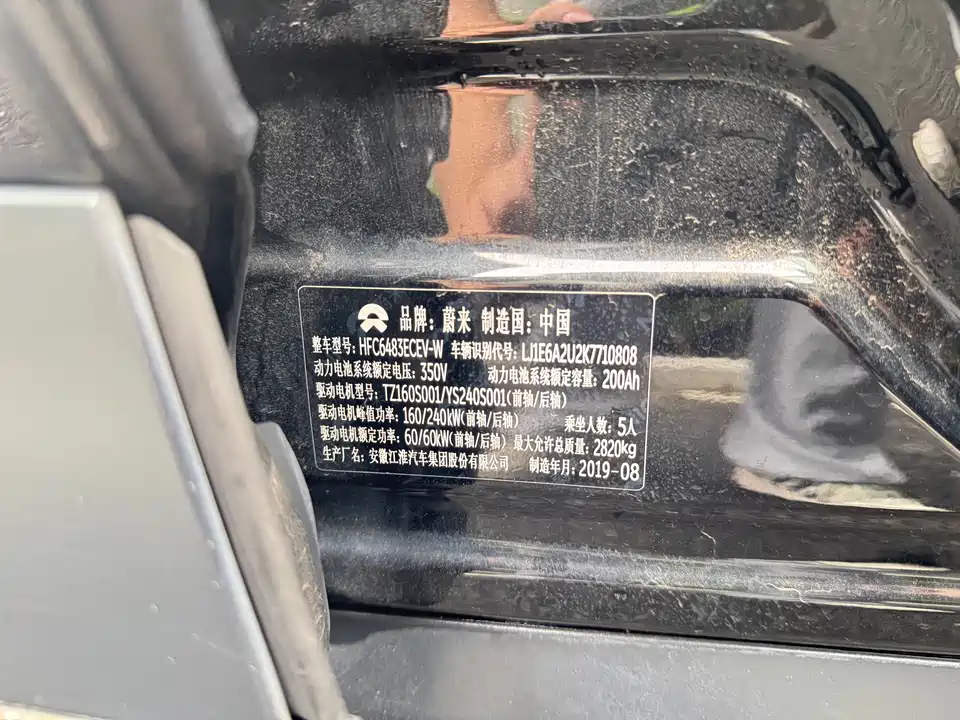 品牌：蔚来 制造国：中国
整车型号：HFC6483ECEV-W 车辆识别代号：LJ1E6A2U2K7710808
动力电池系统额定电压：350V 动力电池系统额定容量：200Ah
驱动电机型号：TZ160S001/YS240S001(前轴/后轴)
驱动电机峰值功率：160/240kW(前轴/后轴) 乘坐人数：5人
驱动电机额定功率：60/60kW(前轴/后轴) 最大允许总质量：2820kg
生产厂名：安徽江淮汽车集团股份有限公司 制造年月：2019-08